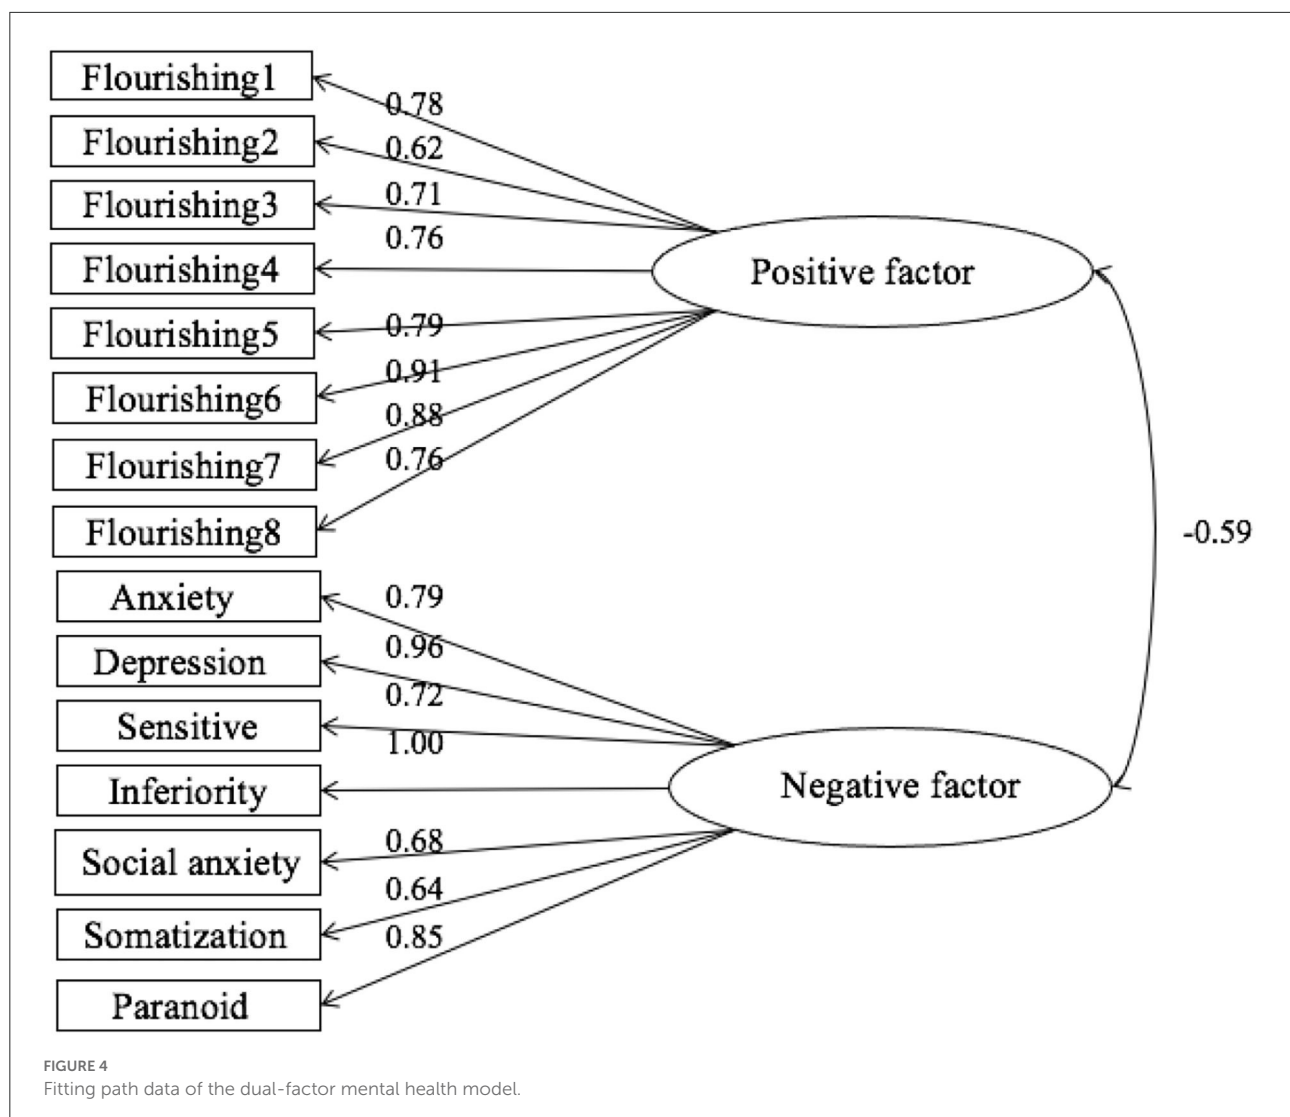 Flourishing1
0.78
Flourishing2
0.62
Flourishing3
0.71
Flourishing4
0.76
Positive factor
Flourishing5
0.79
Flourishing6
0.91
Flourishing7
0.88
Flourishing8
0.76
-0.59
Anxiety
0.79
Depression
0.96
Sensitive
0.72
Inferiority
1.00
Negative factor
Social anxiety
0.68
Somatization
0.64
Paranoid
0.85
FIGURE 4
Fitting path data of the dual-factor mental health model.